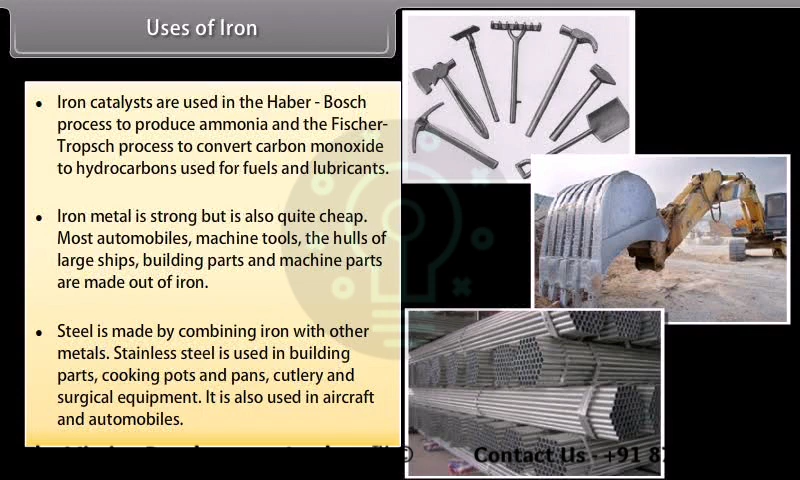 Uses of Iron
• Iron catalysts are used in the Haber - Bosch
process to produce ammonia and the Fischer-
Tropsch process to convert carbon monoxide
to hydrocarbons used for fuels and lubricants.
• Iron metal is strong but is also quite cheap.
Most automobiles, machine tools, the hulls of
large ships, building parts and machine parts
are made out of iron.
• Steel is made by combining iron with other
metals. Stainless steel is used in building
parts, cooking pots and pans, cutlery and
surgical equipment. It is also used in aircraft
and automobiles.
© Contact Us - +91